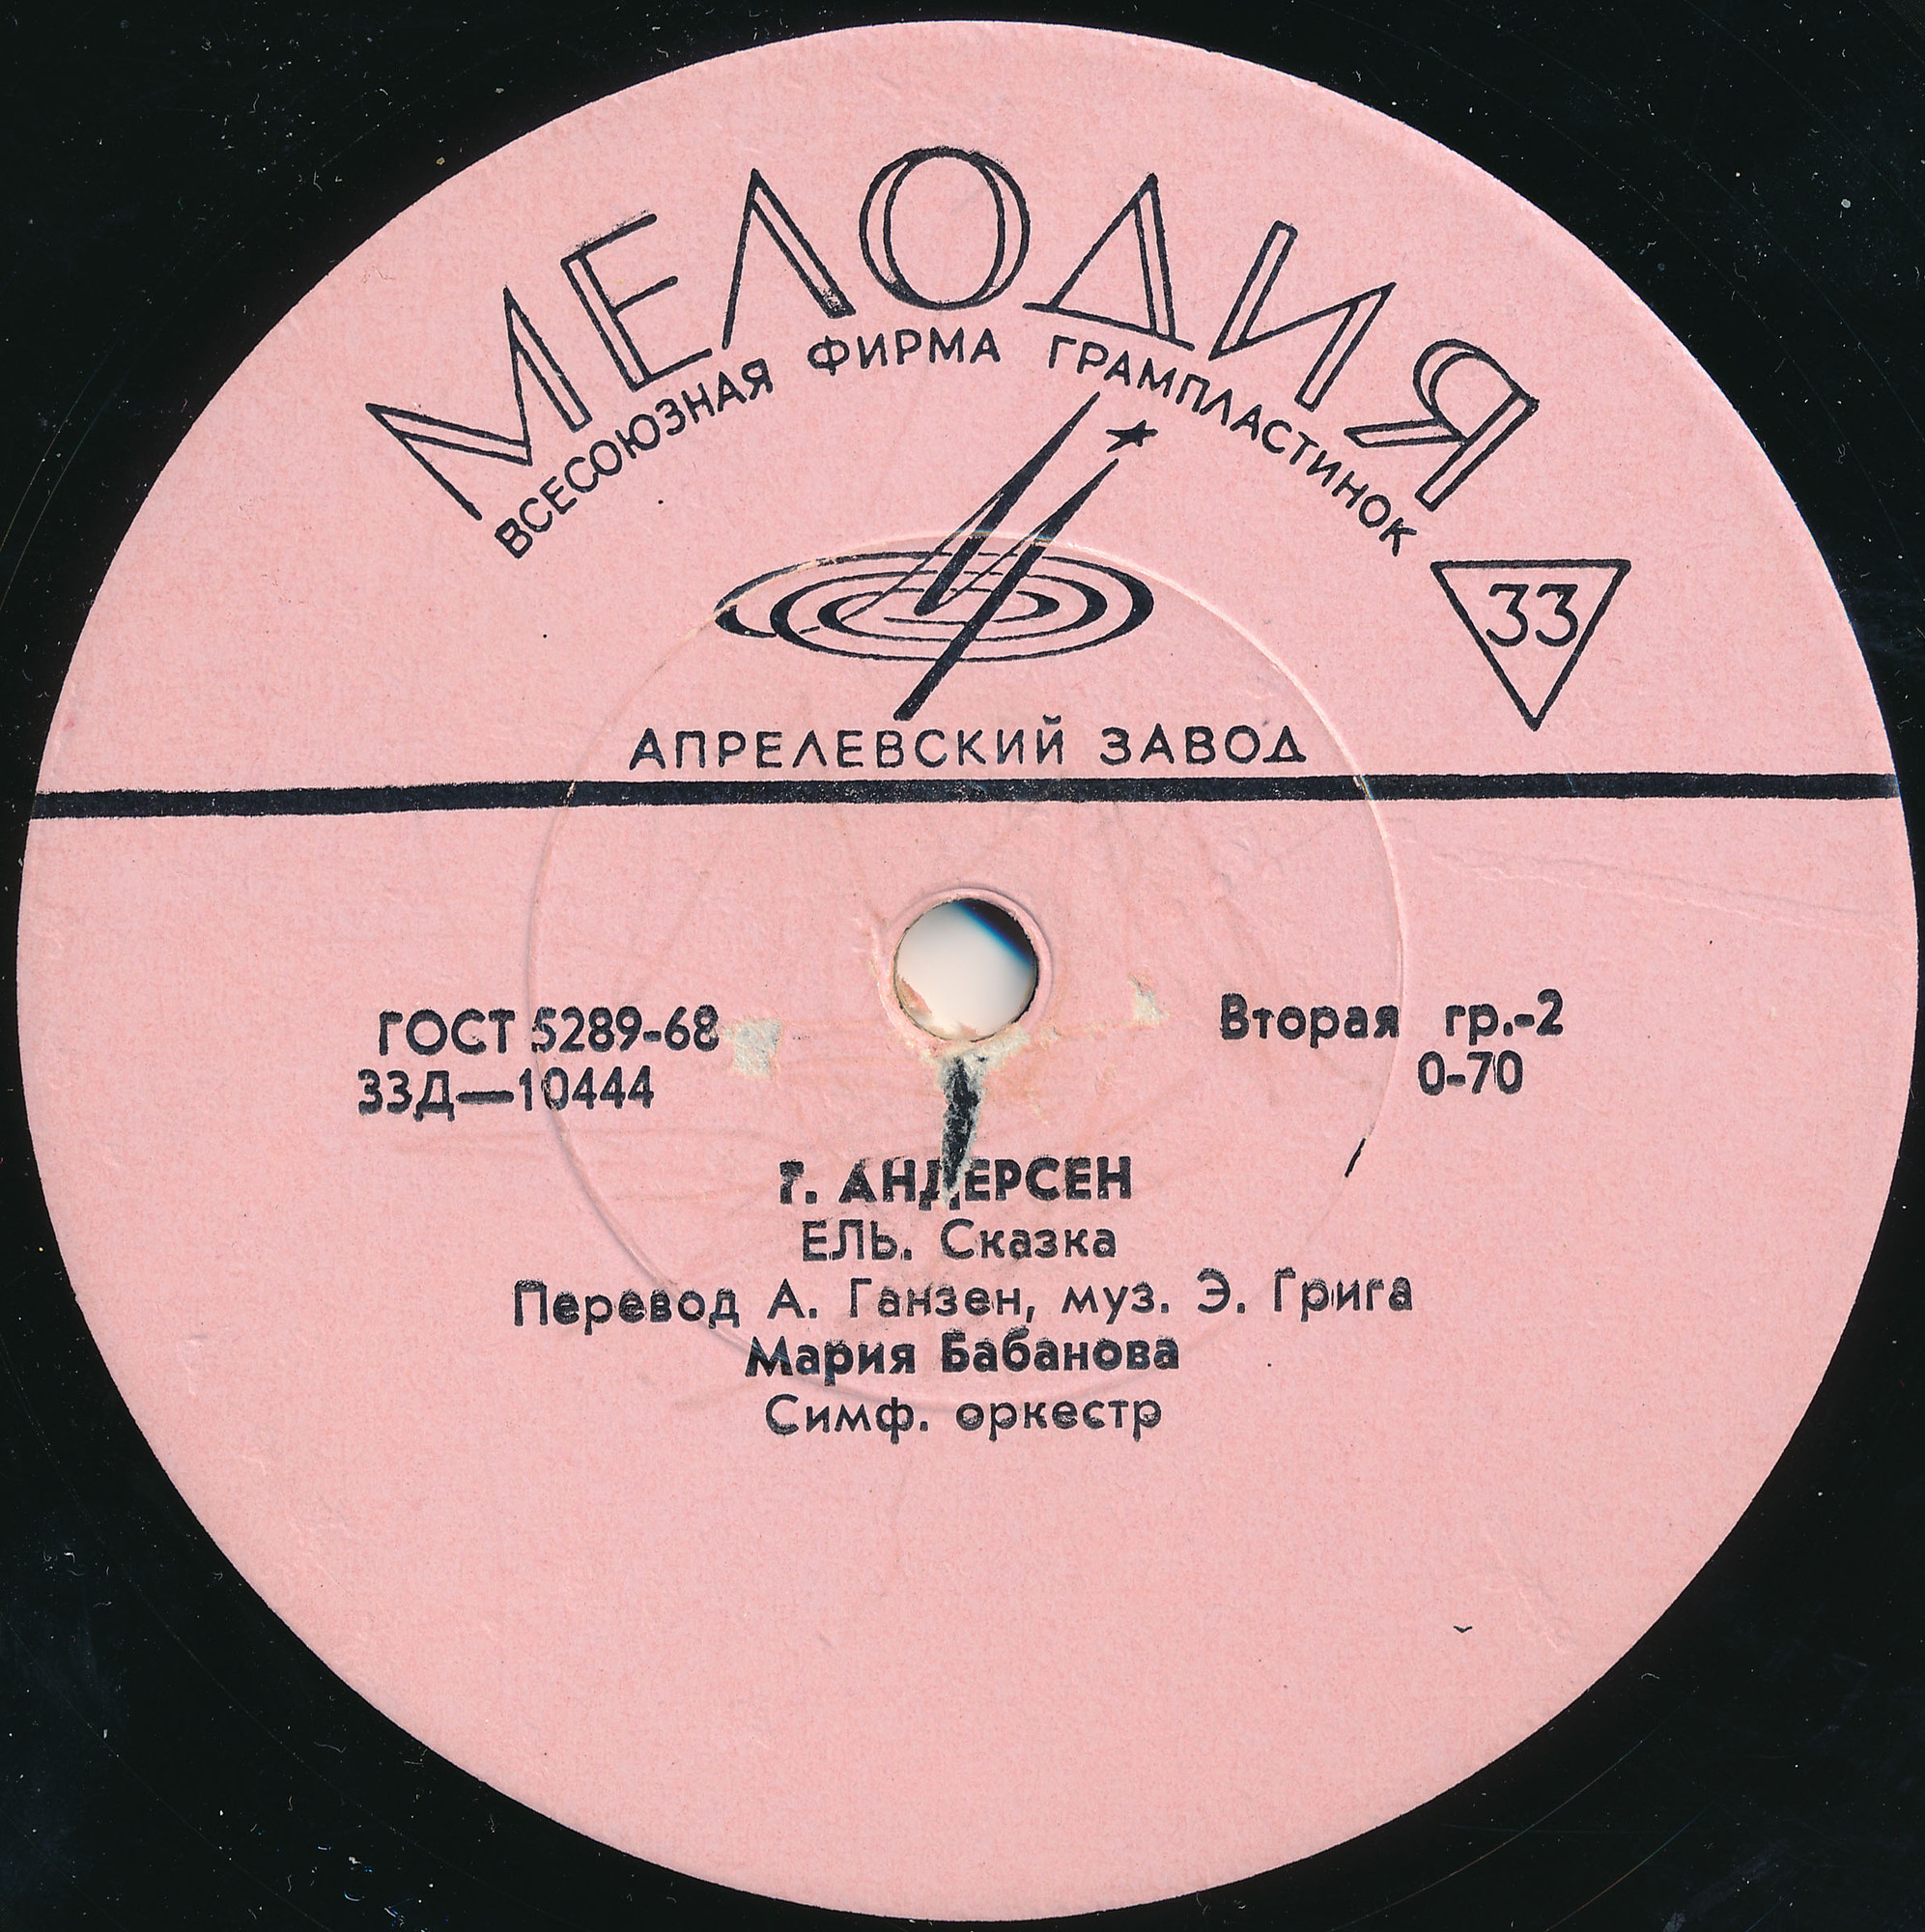 МЕЛОДИЯ
ВСЕСОЮЗНАЯ ФИРМА ГРАМПЛАСТИНОК
33
АПРЕЛЕВСКИЙ ЗАВОД
ГОСТ 5289-68
33Д—10444
Вторая гр.-2
0-70
Г. АНДЕРСЕН
ЕЛЬ. Сказка
Перевод А. Ганзен, муз. Э. Грига
Мария Бабанова
Симф. оркестр